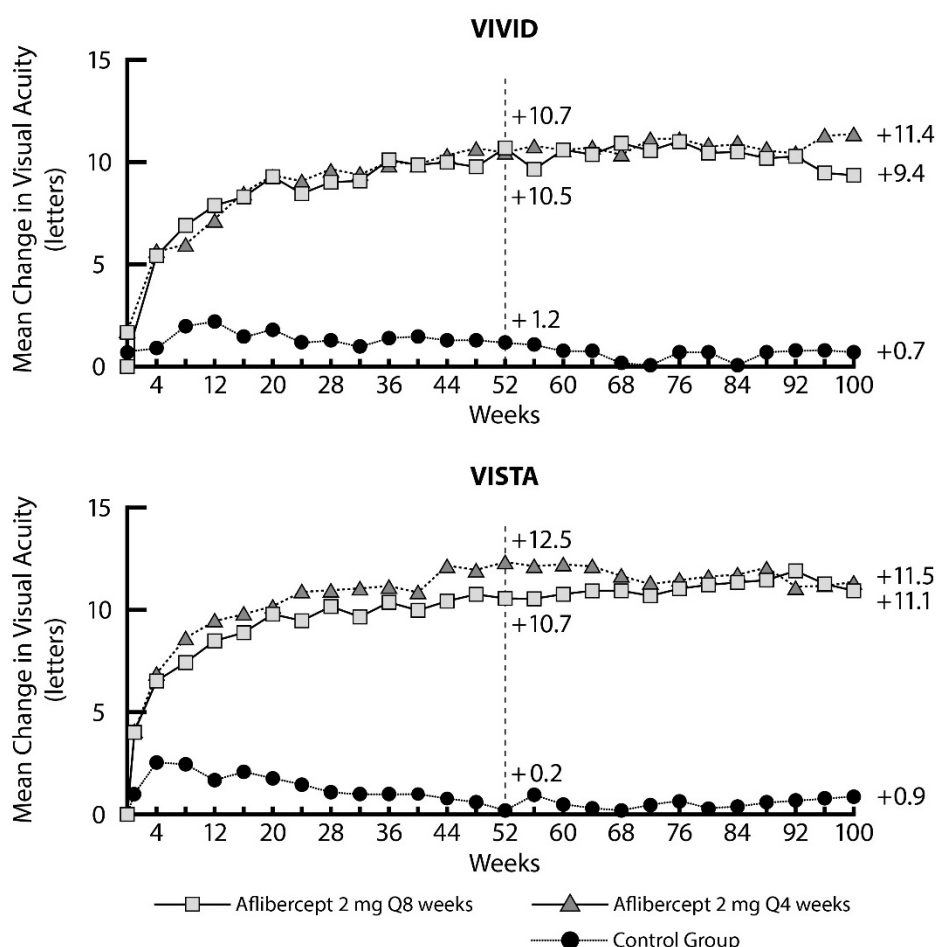 VIVID
Mean Change in Visual Acuity
(letters)
15
10
5
0
+10.7
+10.5
+1.2
+11.4
+9.4
+0.7
4 12 20 28 36 44 52 60 68 76 84 92 100
Weeks
VISTA
Mean Change in Visual Acuity
(letters)
15
10
5
0
+12.5
+10.7
+0.2
+11.5
+11.1
+0.9
4 12 20 28 36 44 52 60 68 76 84 92 100
Weeks
Aflibercept 2 mg Q8 weeks
Aflibercept 2 mg Q4 weeks
Control Group